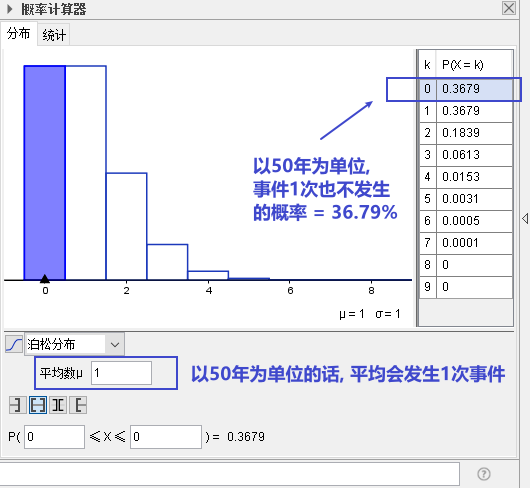 概率计算器
分布 统计
k P(X = k)
0 0.3679
1 0.3679
2 0.1839
3 0.0613
4 0.0153
5 0.0031
6 0.0005
7 0.0001
8 0
9 0
以50年为单位,
事件1次也不发生
的概率 = 36.79%
0 2 4 6 8
μ = 1 σ = 1
泊松分布
平均数μ 1
以50年为单位的话, 平均会发生1次事件
P( 0 ≤ X ≤ 0 ) = 0.3679